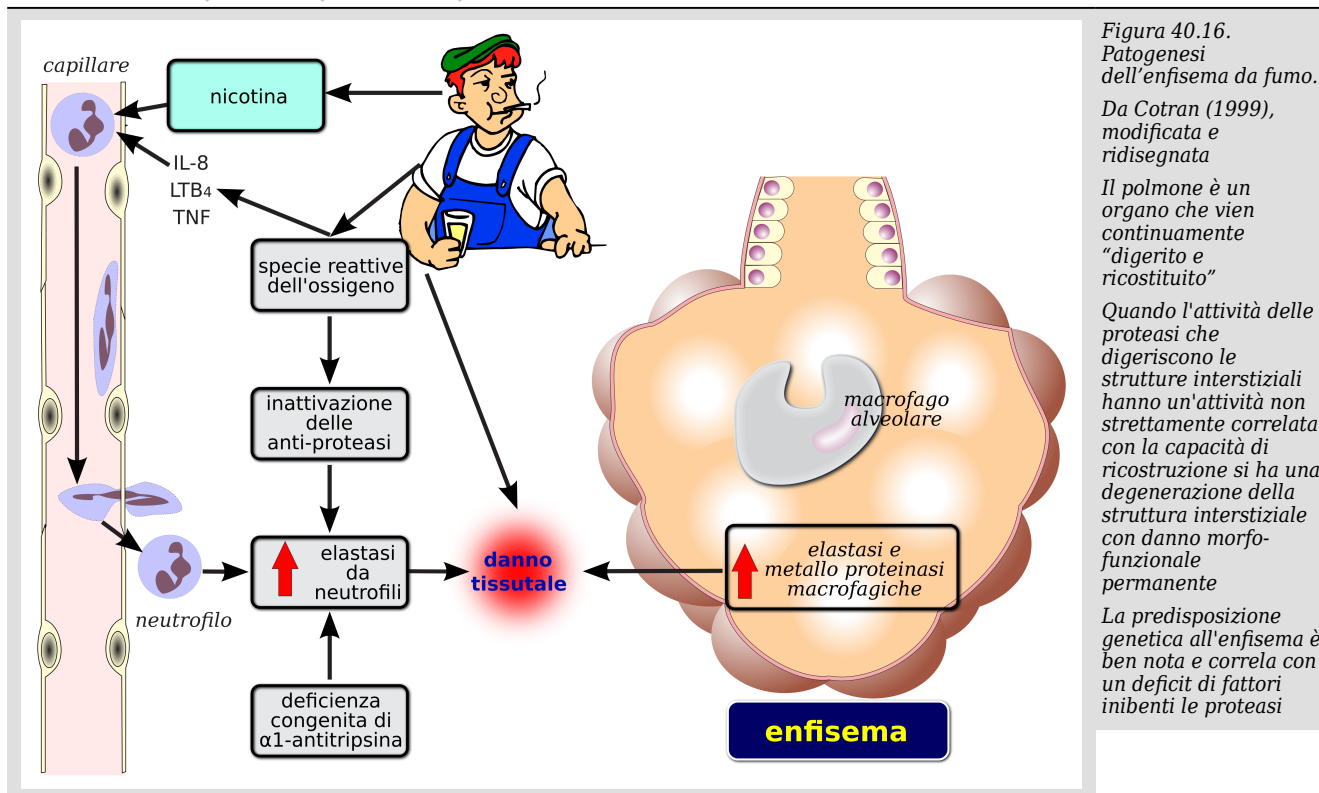 capillare
nicotina
IL-8
LTB4
TNF
specie reattive
dell'ossigeno
inattivazione
delle
anti-proteasi
elastasi
da
neutrofili
neutrofilo
deficienza
congenita di
α1-antitripsina
danno
tissutale
macrofago
alveolare
elastasi e
metallo proteinasi
macrofagiche
enfisema
Figura 40.16.
Patogenesi
dell’enfisema da fumo.
Da Cotran (1999),
modificata e
ridisegnata
Il polmone è un
organo che vien
continuamente
“digerito e
ricostituito”
Quando l'attività delle
proteasi che
digeriscono le
strutture interstiziali
hanno un'attività non
strettamente correlata
con la capacità di
ricostruzione si ha una
degenerazione della
struttura interstiziale
con danno morfo-
funzionale
permanente
La predisposizione
genetica all'enfisema è
ben nota e correla con
un deficit di fattori
inibenti le proteasi